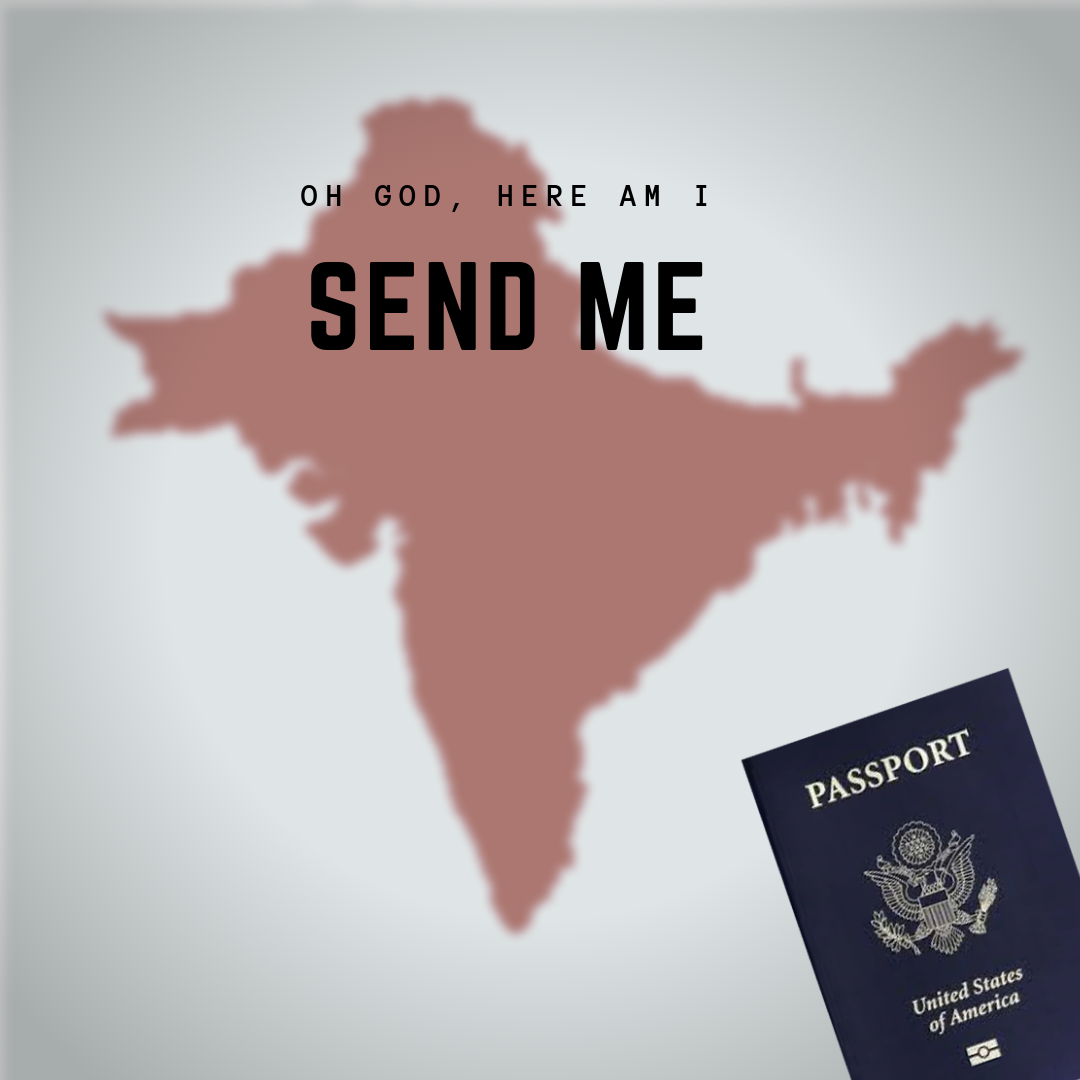 OH GOD, HERE AM I
SEND ME
PASSPORT
United States
of America